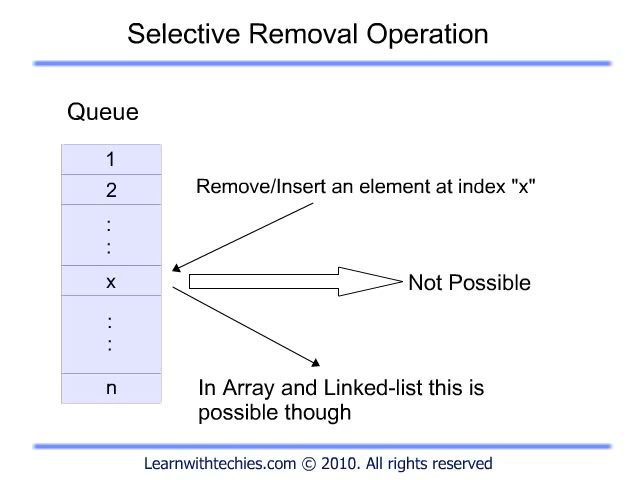 Selective Removal Operation
Queue
1
2
:
:
x
:
:
n
Remove/Insert an element at index "x"
Not Possible
In Array and Linked-list this is
possible though
Learnwithtechies.com © 2010. All rights reserved